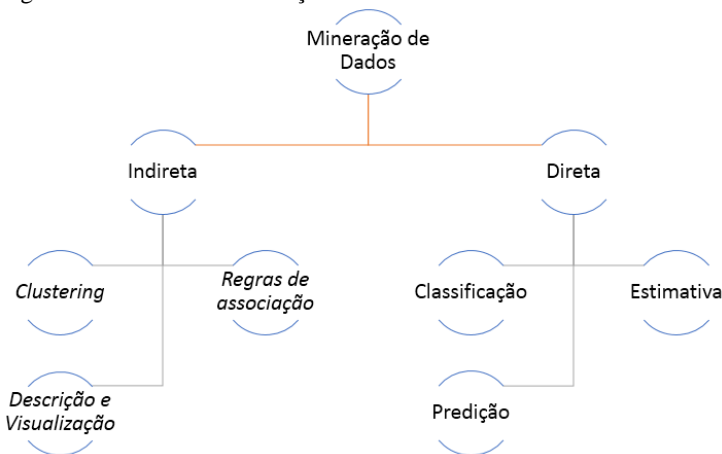 Mineração de
Dados
Indireta
Direta
Clustering
Regras de
associação
Classificação
Estimativa
Descrição e
Visualização
Predição